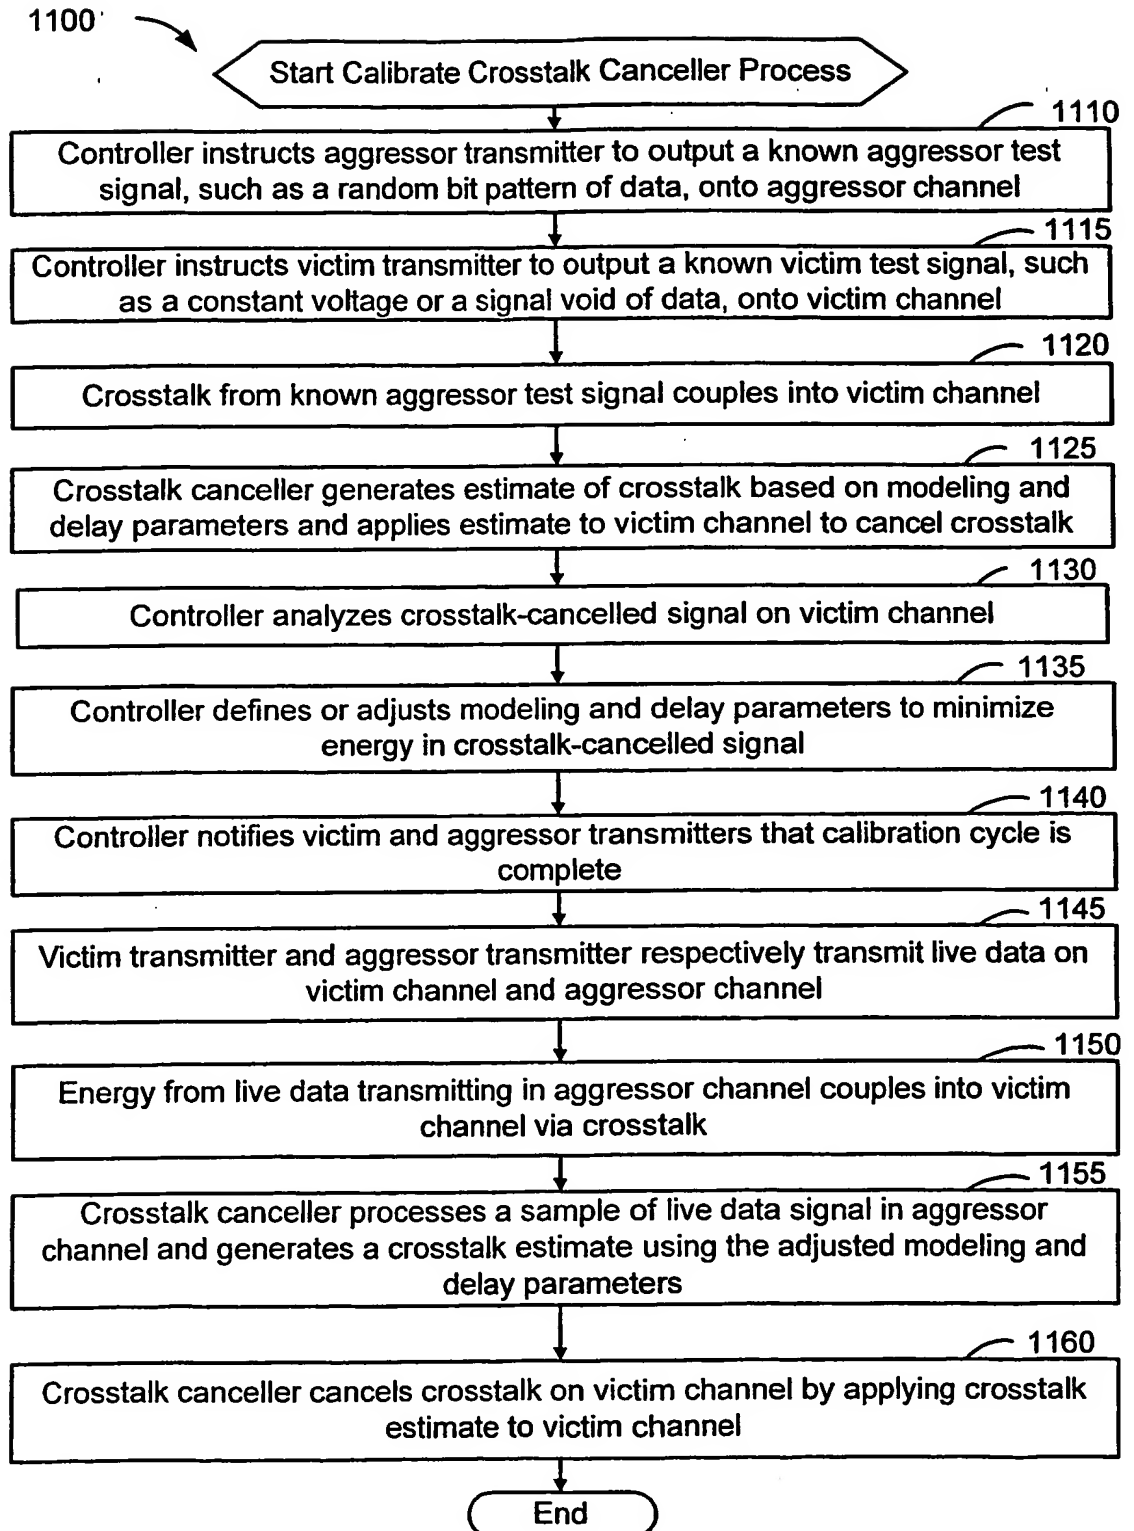 1100
Start Calibrate Crosstalk Canceller Process
1110
Controller instructs aggressor transmitter to output a known aggressor test
signal, such as a random bit pattern of data, onto aggressor channel
1115
Controller instructs victim transmitter to output a known victim test signal, such
as a constant voltage or a signal void of data, onto victim channel
1120
Crosstalk from known aggressor test signal couples into victim channel
1125
Crosstalk canceller generates estimate of crosstalk based on modeling and
delay parameters and applies estimate to victim channel to cancel crosstalk
1130
Controller analyzes crosstalk-cancelled signal on victim channel
1135
Controller defines or adjusts modeling and delay parameters to minimize
energy in crosstalk-cancelled signal
1140
Controller notifies victim and aggressor transmitters that calibration cycle is
complete
1145
Victim transmitter and aggressor transmitter respectively transmit live data on
victim channel and aggressor channel
1150
Energy from live data transmitting in aggressor channel couples into victim
channel via crosstalk
1155
Crosstalk canceller processes a sample of live data signal in aggressor
channel and generates a crosstalk estimate using the adjusted modeling and
delay parameters
1160
Crosstalk canceller cancels crosstalk on victim channel by applying crosstalk
estimate to victim channel
End